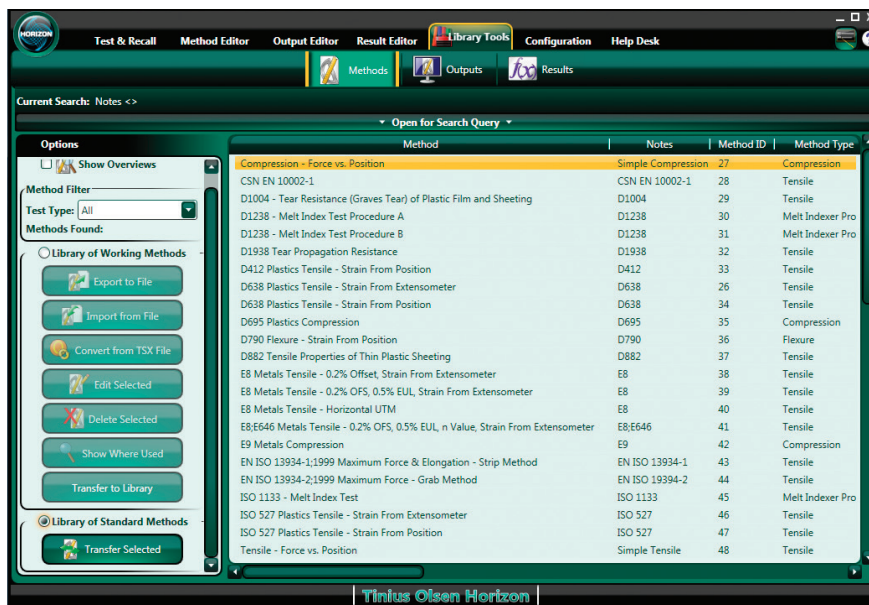 HORIZON
Test & Recall Method Editor Output Editor Result Editor Library Tools Configuration Help Desk
Methods Outputs f(x) Results
Current Search: Notes <>
Open for Search Query
Options
Show Overviews
Method Filter
Test Type: All
Methods Found:
Library of Working Methods
Export to File
Import from File
Convert from TSX File
Edit Selected
Delete Selected
Show Where Used
Transfer to Library
Library of Standard Methods
Transfer Selected
Method Notes Method ID Method Type
Compression - Force vs. Position Simple Compression 27 Compression
CSN EN 10002-1 CSN EN 10002-1 28 Tensile
D1004 - Tear Resistance (Graves Tear) of Plastic Film and Sheeting D1004 29 Tensile
D1238 - Melt Index Test Procedure A D1238 30 Melt Indexer Pro
D1238 - Melt Index Test Procedure B D1238 31 Melt Indexer Pro
D1938 Tear Propagation Resistance D1938 32 Tensile
D412 Plastics Tensile - Strain From Position D412 33 Tensile
D638 Plastics Tensile - Strain From Extensometer D638 26 Tensile
D638 Plastics Tensile - Strain From Position D638 34 Tensile
D695 Plastics Compression D695 35 Compression
D790 Flexure - Strain From Position D790 36 Flexure
D882 Tensile Properties of Thin Plastic Sheeting D882 37 Tensile
E8 Metals Tensile - 0.2% Offset, Strain From Extensometer E8 38 Tensile
E8 Metals Tensile - 0.2% OFS, 0.5% EUL, Strain From Extensometer E8 39 Tensile
E8 Metals Tensile - Horizontal UTM E8 40 Tensile
E8;E646 Metals Tensile - 0.2% OFS, 0.5% EUL, n Value, Strain From Extensometer E8;E646 41 Tensile
E9 Metals Compression E9 42 Compression
EN ISO 13934-1;1999 Maximum Force & Elongation - Strip Method EN ISO 13934-1 43 Tensile
EN ISO 13934-2;1999 Maximum Force - Grab Method EN ISO 19394-2 44 Tensile
ISO 1133 - Melt Index Test ISO 1133 45 Melt Indexer Pro
ISO 527 Plastics Tensile - Strain From Extensometer ISO 527 46 Tensile
ISO 527 Plastics Tensile - Strain From Position ISO 527 47 Tensile
Tensile - Force vs. Position Simple Tensile 48 Tensile
Tinius Olsen Horizon